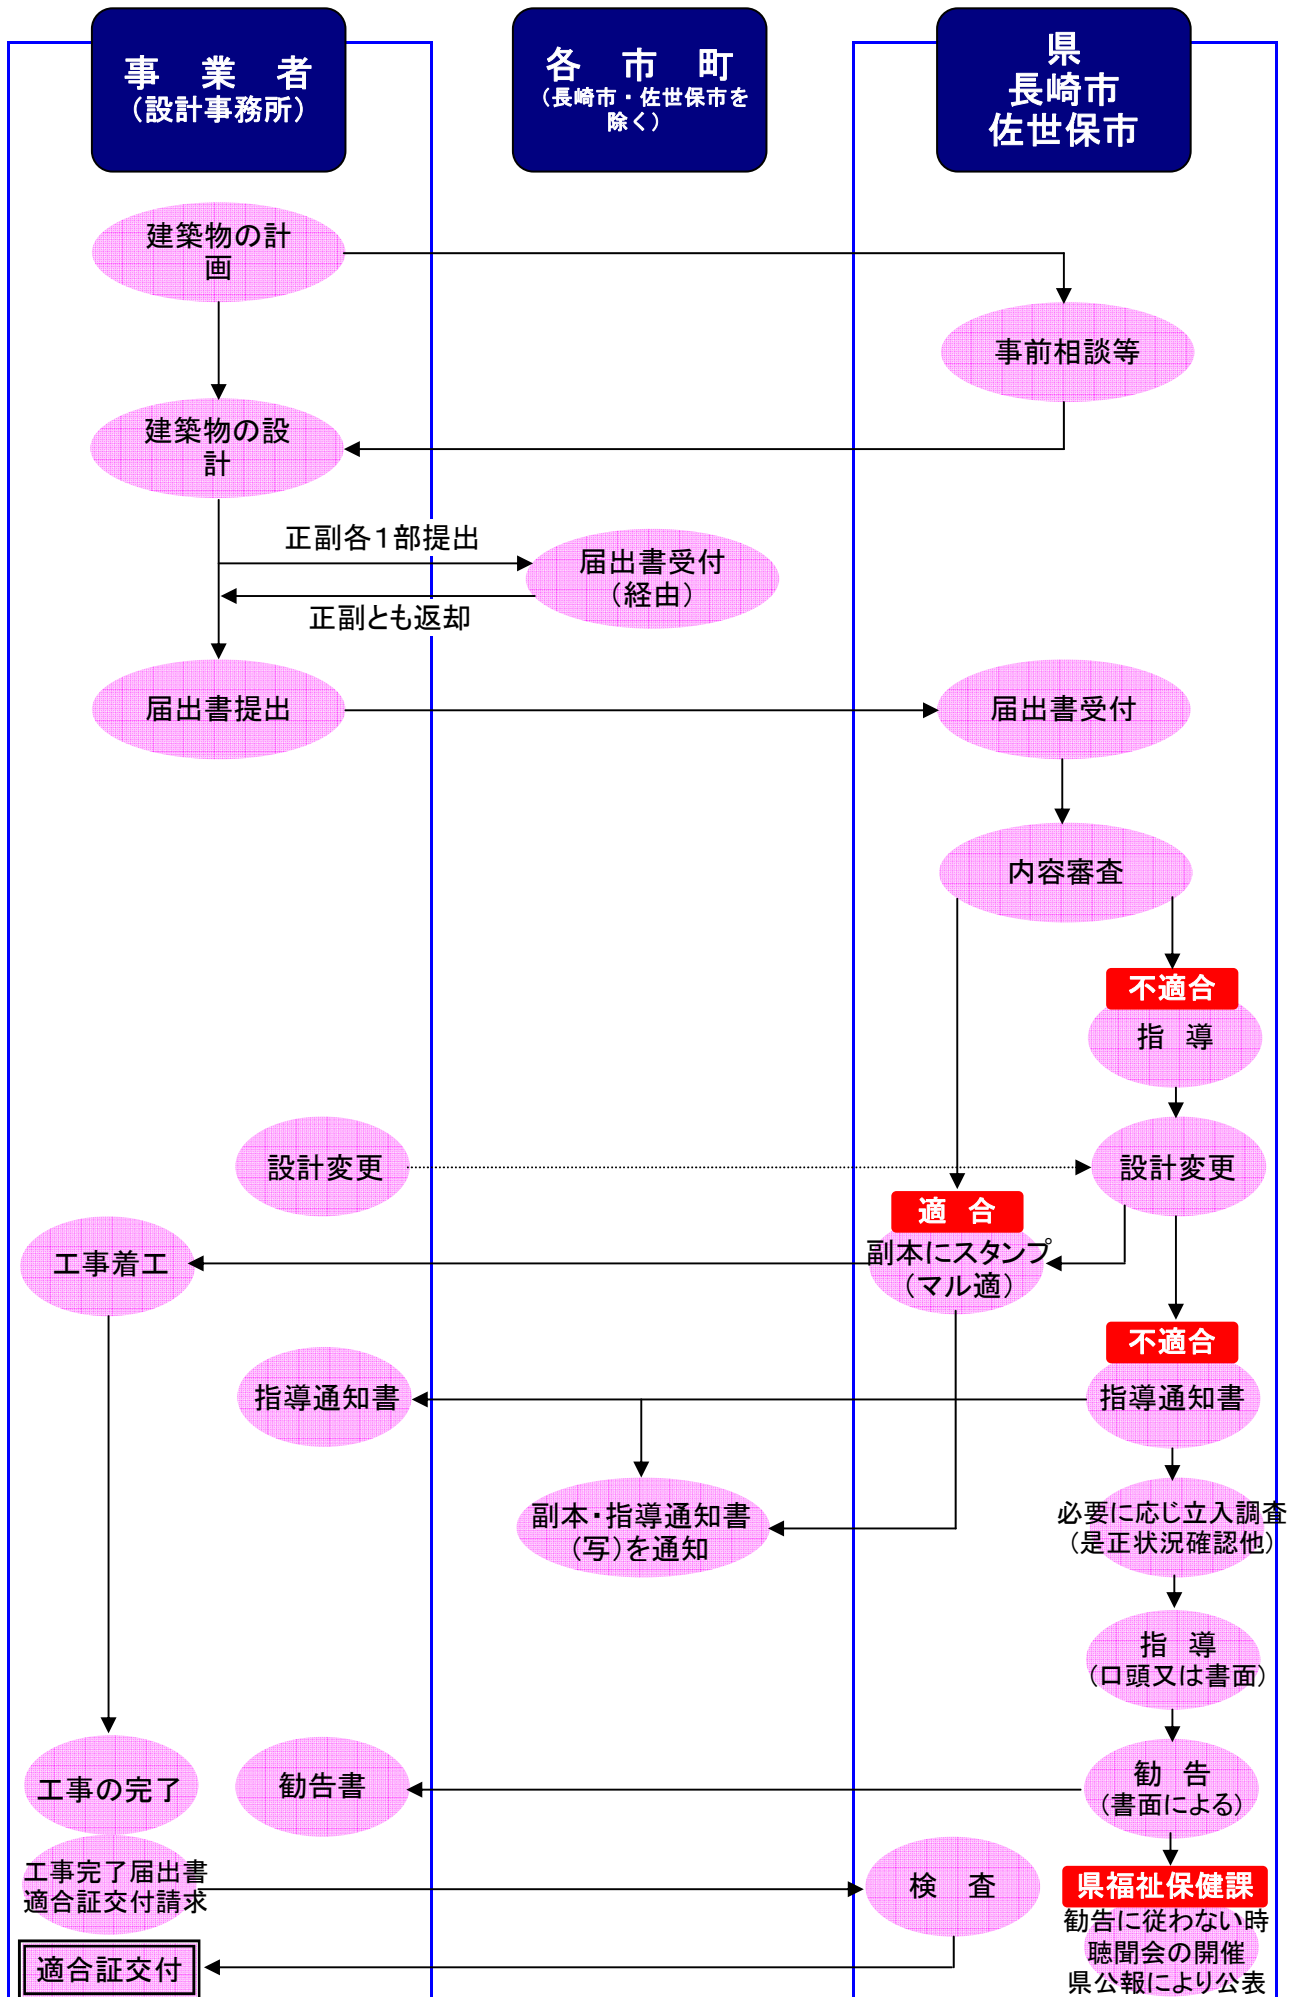 事　業　者
（設計事務所）
各　市　町
（長崎市・佐世保市を
除く）
県
長崎市
佐世保市
建築物の計
画
事前相談等
建築物の設
計
正副各１部提出
届出書受付
（経由）
正副とも返却
届出書提出
届出書受付
内容審査
不適合
指　導
設計変更
設計変更
適　合
副本にスタンプ
（マル適）
工事着工
不適合
指導通知書
指導通知書
副本・指導通知書
（写）を通知
必要に応じ立入調査
（是正状況確認他）
指　導
（口頭又は書面）
工事の完了
勧告書
勧　告
（書面による）
工事完了届出書
適合証交付請求
検　査
県福祉保健課
勧告に従わない時
聴聞会の開催
県公報により公表
適合証交付